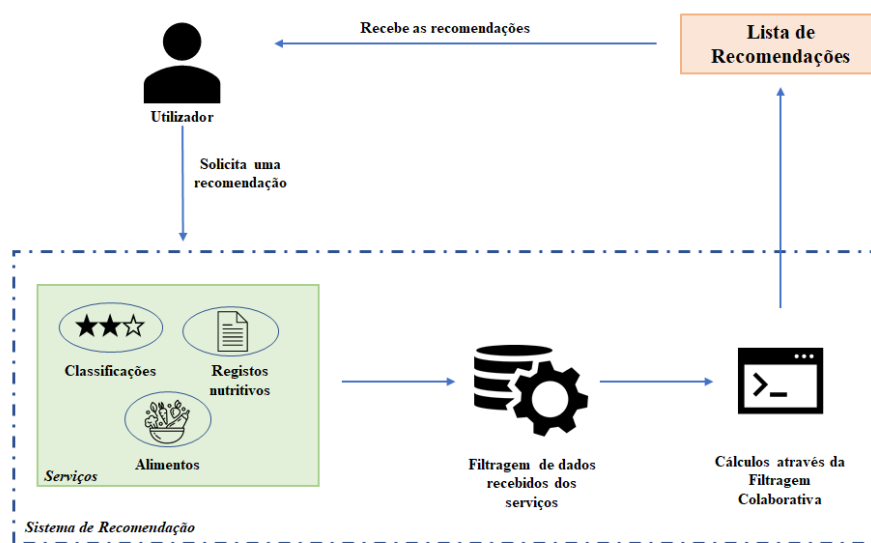 Recebe as recomendações
Lista de
Recomendações
Utilizador
Solicita uma
recomendação
Classificações
Registos
nutritivos
Alimentos
Serviços
Filtragem de dados
recebidos dos
serviços
Cálculos através da
Filtragem
Colaborativa
Sistema de Recomendação